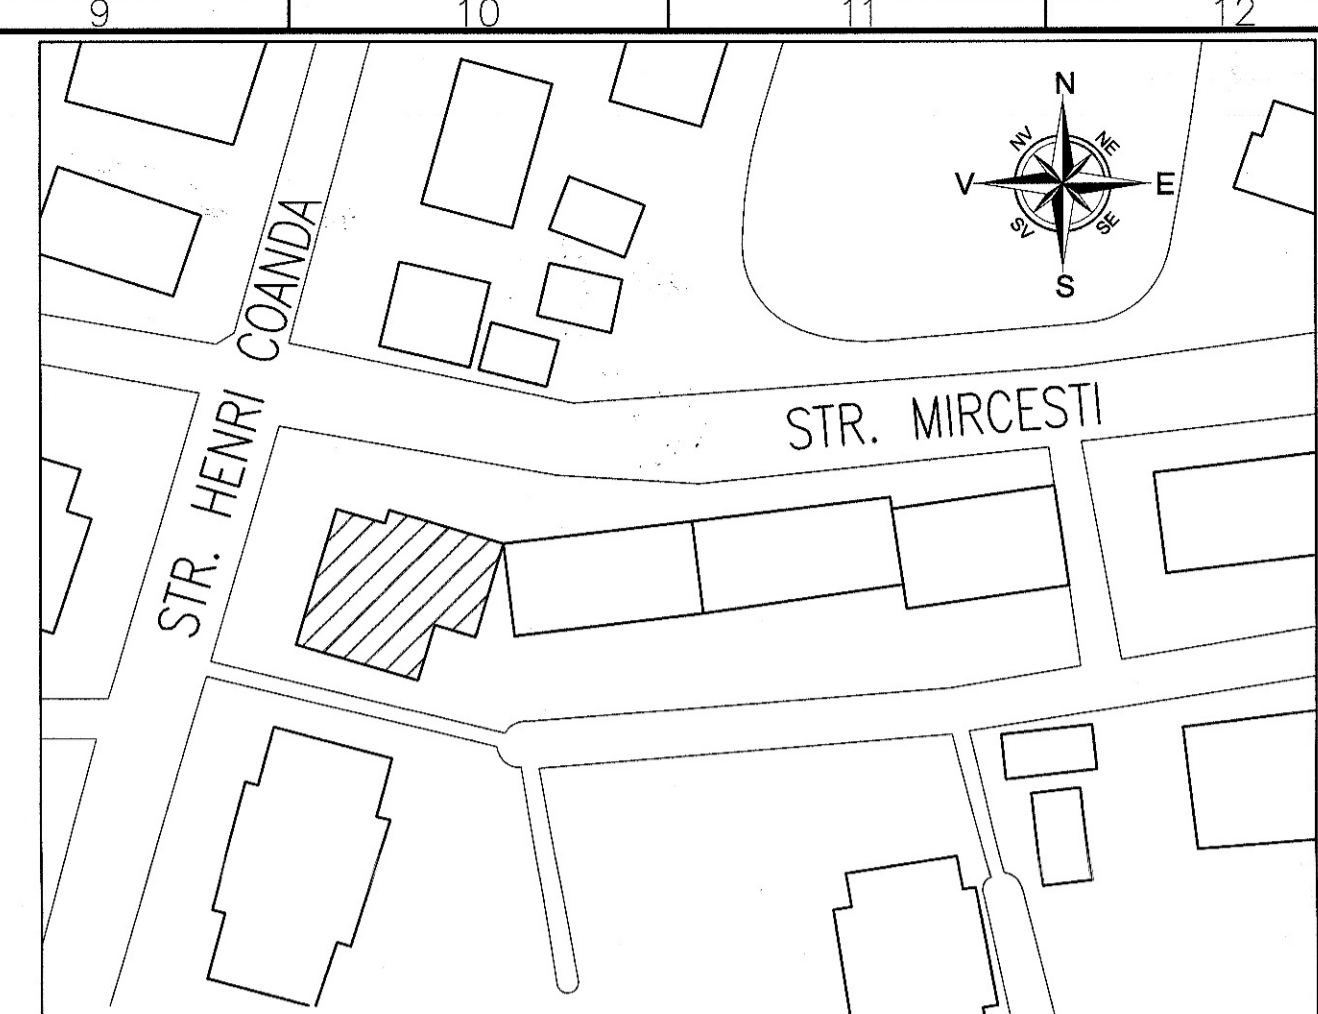 9 10 11 12
N
NV NE
V E
SV SE
S
STR. HENRI COANDA
STR. MIRCESTI